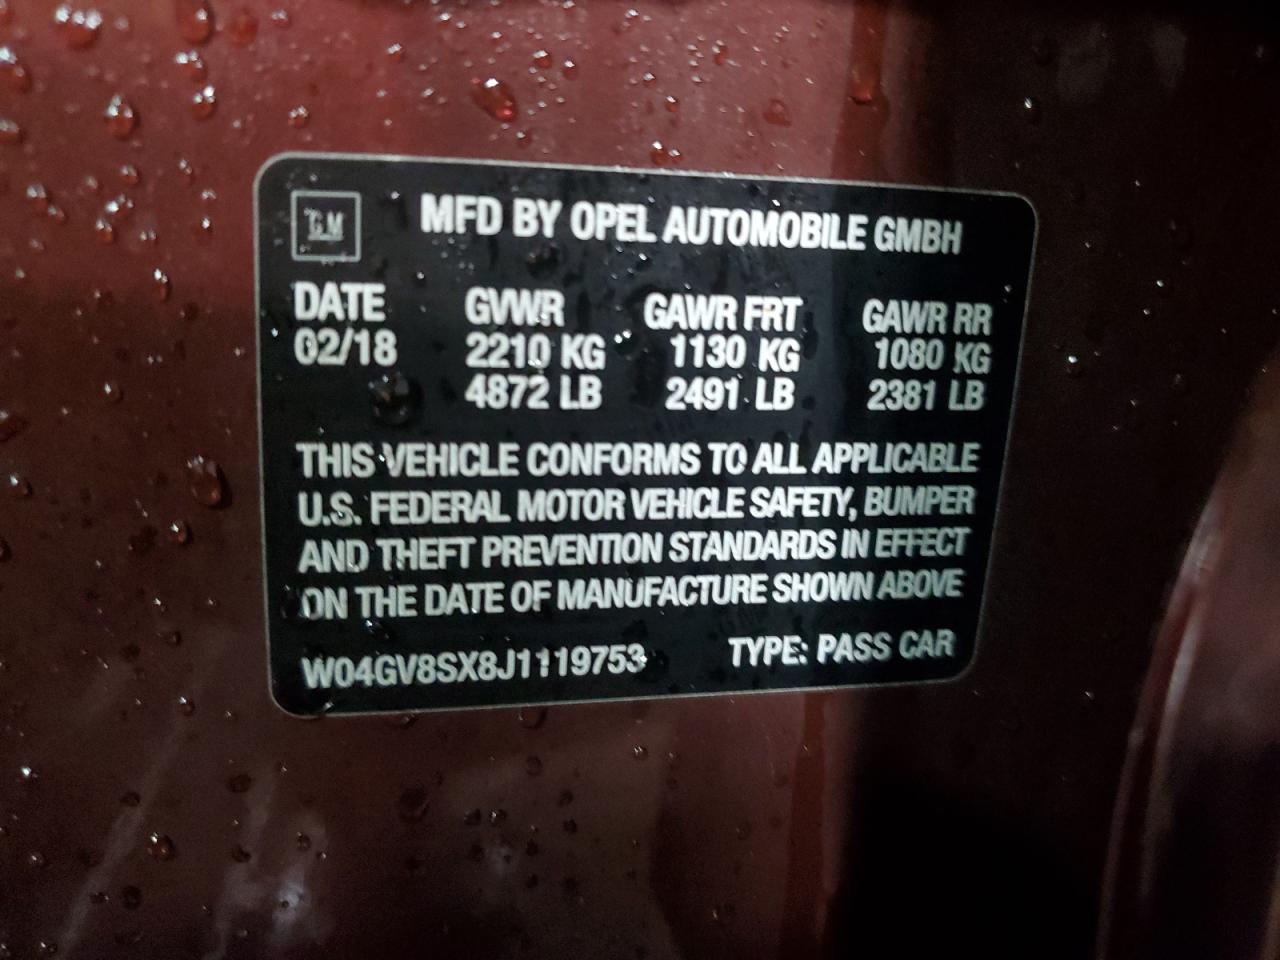 GM
MFD BY OPEL AUTOMOBILE GMBH
DATE GVWR GAWR FRT GAWR RR
02/18 2210 KG 1130 KG 1080 KG
4872 LB 2491 LB 2381 LB
THIS VEHICLE CONFORMS TO ALL APPLICABLE
U.S. FEDERAL MOTOR VEHICLE SAFETY, BUMPER
AND THEFT PREVENTION STANDARDS IN EFFECT
ON THE DATE OF MANUFACTURE SHOWN ABOVE
W04GV8SX8J1119753 TYPE: PASS CAR